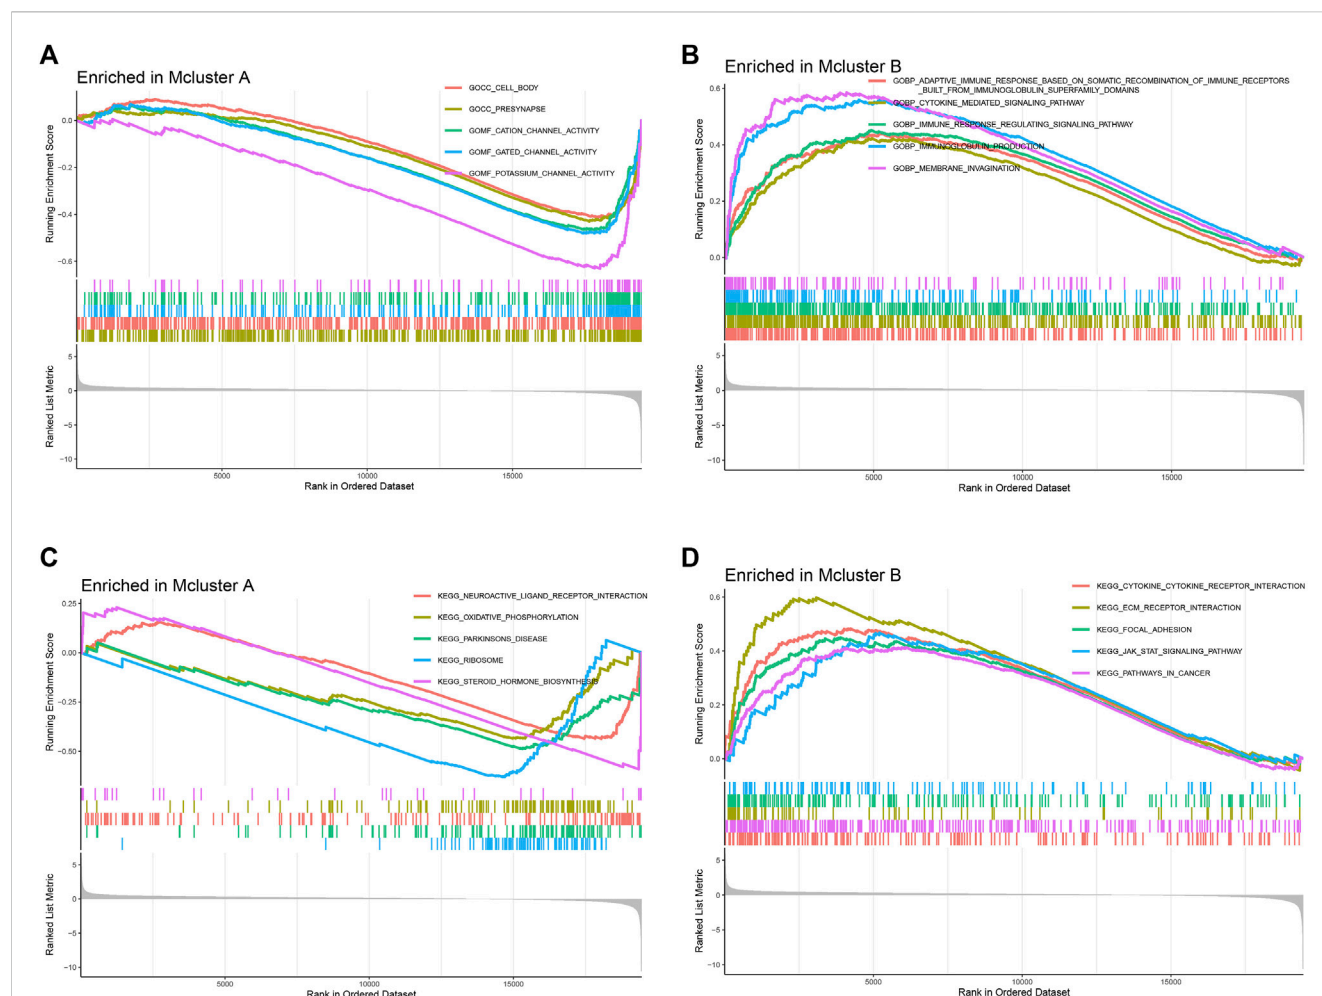 A
Enriched in Mcluster A
GOCC_CELL_BODY
GOCC_PRESYNAPSE
GOMF_CATION_CHANNEL_ACTIVITY
GOMF_GATED_CHANNEL_ACTIVITY
GOMF_POTASSIUM_CHANNEL_ACTIVITY
Running Enrichment Score
0.0
−0.2
−0.4
−0.6
Ranked List Metric
5
0
−5
−10
5000
10000
15000
Rank in Ordered Dataset
B
Enriched in Mcluster B
GOBP_ADAPTIVE_IMMUNE_RESPONSE_BASED_ON_SOMATIC_RECOMBINATION_OF_IMMUNE_RECEPTORS
_BUILT_FROM_IMMUNOGLOBULIN_SUPERFAMILY_DOMAINS
GOBP_CYTOKINE_MEDIATED_SIGNALING_PATHWAY
GOBP_IMMUNE_RESPONSE_REGULATING_SIGNALING_PATHWAY
GOBP_IMMUNOGLOBULIN_PRODUCTION
GOBP_MEMBRANE_INVAGINATION
Running Enrichment Score
0.6
0.4
0.2
0.0
Ranked List Metric
5
0
−5
−10
5000
10000
15000
Rank in Ordered Dataset
C
Enriched in Mcluster A
KEGG_NEUROACTIVE_LIGAND_RECEPTOR_INTERACTION
KEGG_OXIDATIVE_PHOSPHORYLATION
KEGG_PARKINSONS_DISEASE
KEGG_RIBOSOME
KEGG_STEROID_HORMONE_BIOSYNTHESIS
Running Enrichment Score
0.25
0.00
−0.25
−0.50
Ranked List Metric
5
0
−5
−10
5000
10000
15000
Rank in Ordered Dataset
D
Enriched in Mcluster B
KEGG_CYTOKINE_CYTOKINE_RECEPTOR_INTERACTION
KEGG_ECM_RECEPTOR_INTERACTION
KEGG_FOCAL_ADHESION
KEGG_JAK_STAT_SIGNALING_PATHWAY
KEGG_PATHWAYS_IN_CANCER
Running Enrichment Score
0.6
0.4
0.2
0.0
Ranked List Metric
5
0
−5
−10
5000
10000
15000
Rank in Ordered Dataset